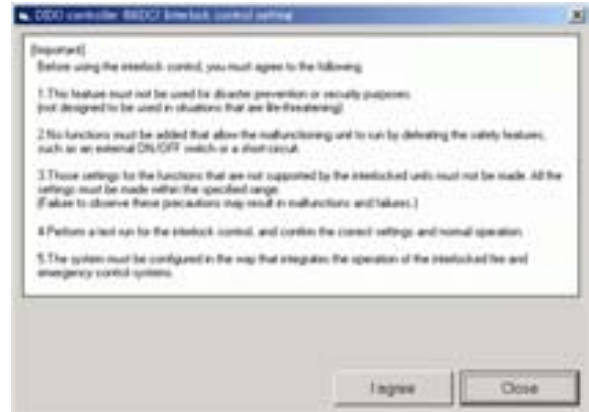 DIDO controller Interlock control setting
[Important]
Before using the interlock control, you must agree to the following.
1.This feature must not be used for disaster prevention or security purposes.
(not designed to be used in situations that are life-threatening)
2.No functions must be added that allow the malfunctioning unit to run by defeating the safety features,
such as an external ON/OFF switch or a short circuit.
3.Those settings for the functions that are not supported by the interlocked units must not be made. All the
settings must be made within the specified range.
(Failure to observe these precautions may result in malfunctions and failures.)
4.Perform a test run for the interlock control, and confirm the correct settings and normal operation.
5.The system must be configured in the way that integrates the operation of the interlocked fire and
emergency control systems.
I agree
Close